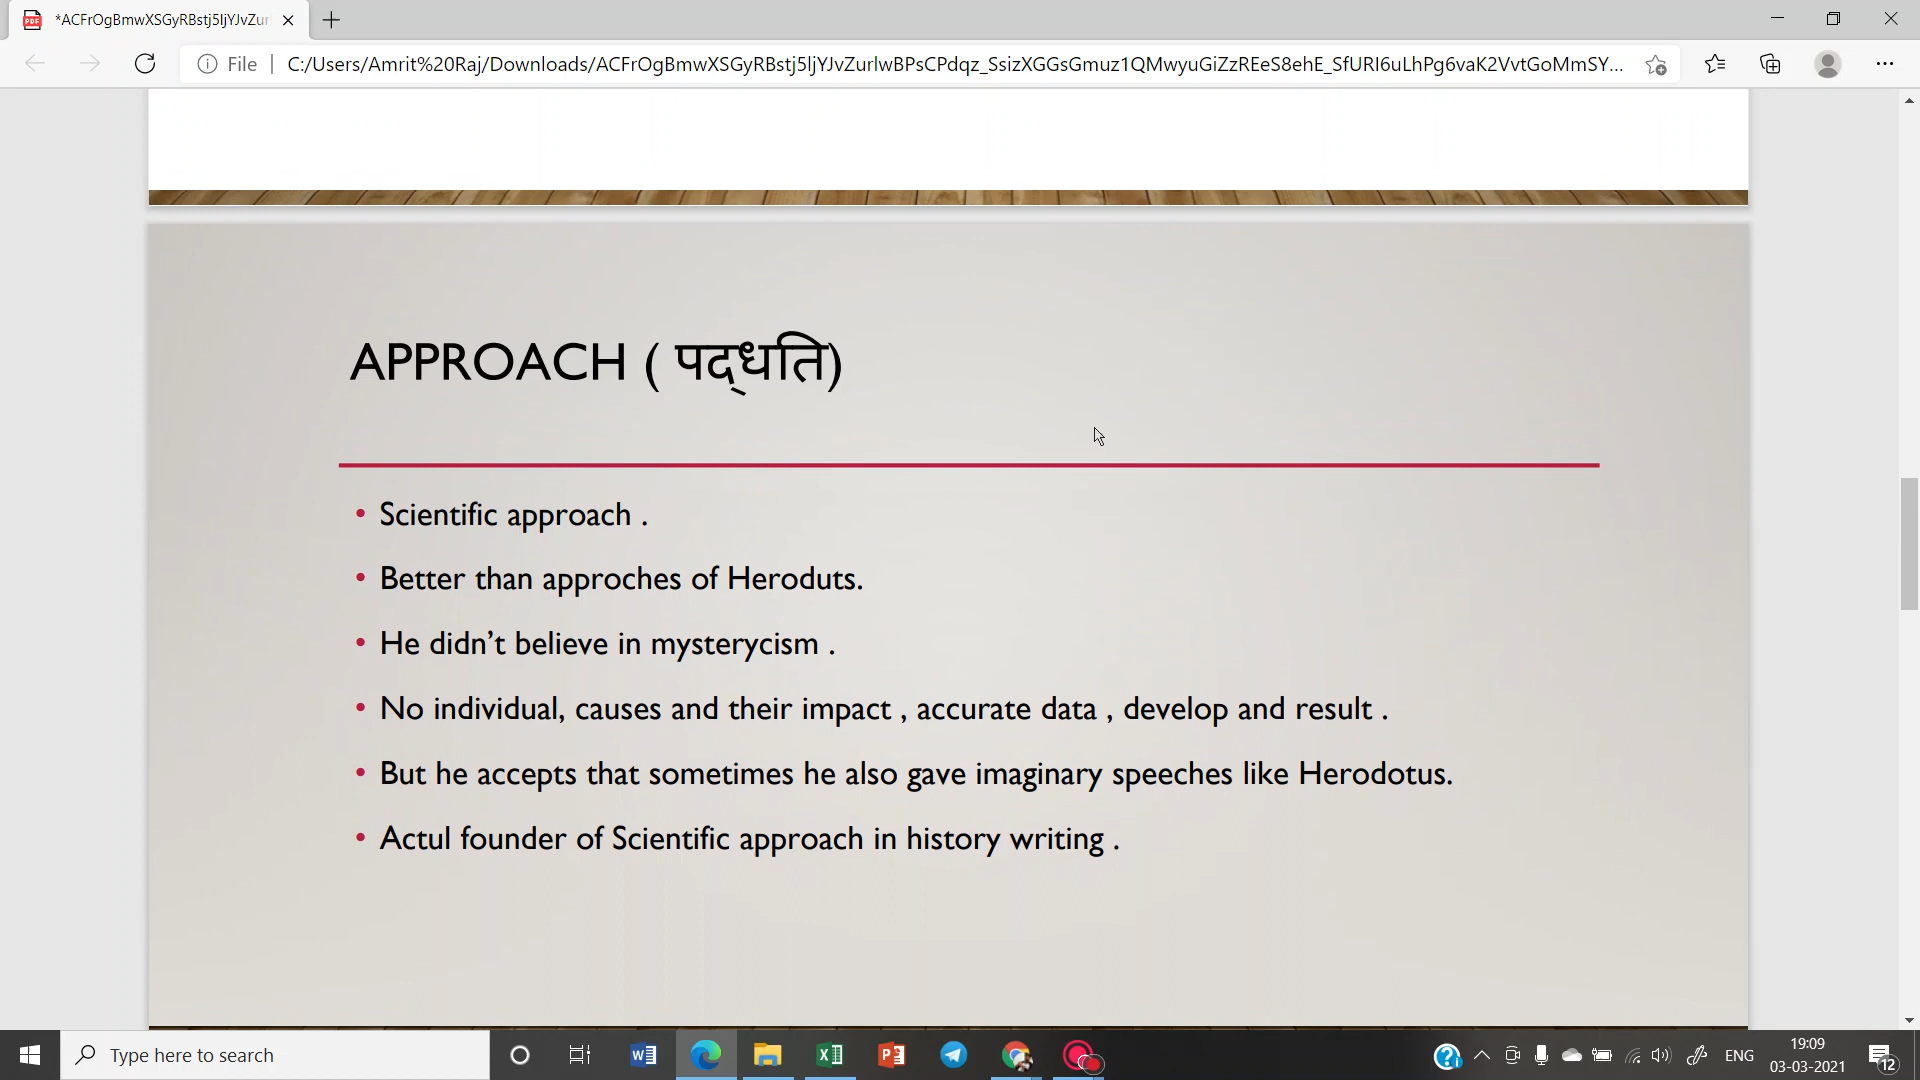 *ACFrOgBmwXSGyRBstj5IjYJvZur
File
C:/Users/Amrit%20Raj/Downloads/ACFrOgBmwXSGyRBstj5IjYJvZurlwBPsCPdqz_SsizXGGsGmuz1QMwyuGiZzREeS8ehE_SfURI6uLhPg6vaK2VvtGoMmSY...
APPROACH ( पद्‌धति)
• Scientific approach .
• Better than approches of Heroduts.
• He didn’t believe in mysterycism .
• No individual, causes and their impact , accurate data , develop and result .
• But he accepts that sometimes he also gave imaginary speeches like Herodotus.
• Actul founder of Scientific approach in history writing .
Type here to search
ENG
19:09
03-03-2021
12